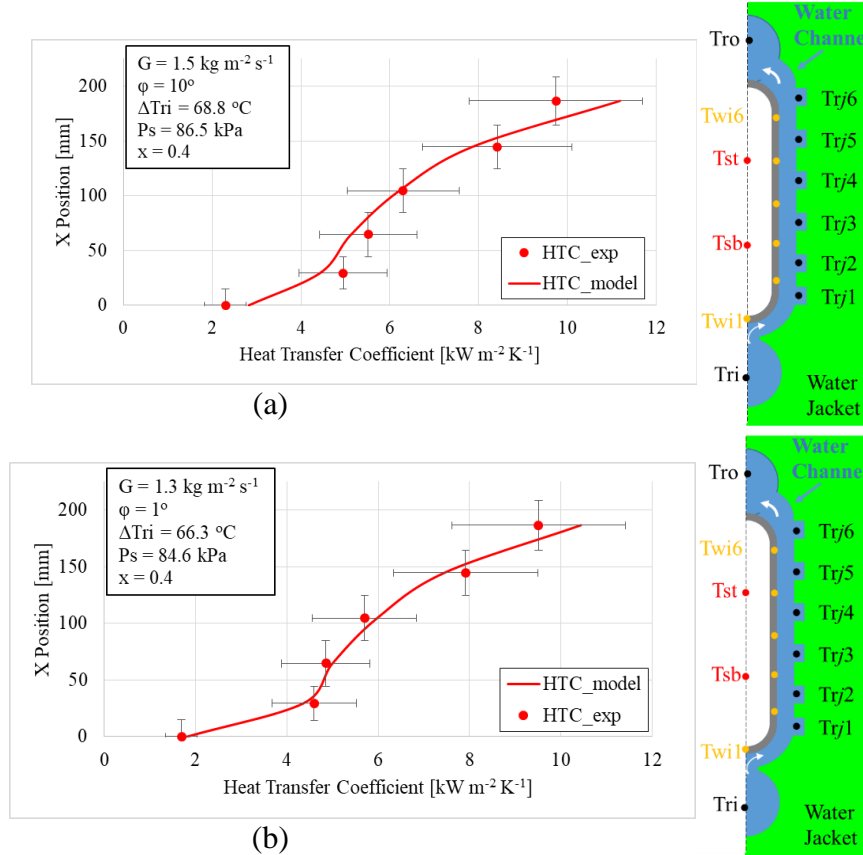 G = 1.5 kg m⁻² s⁻¹
φ = 10º
ΔTri = 68.8 ºC
Ps = 86.5 kPa
x = 0.4
X Position [mm]
200
150
100
50
0
HTC_exp
HTC_model
0 2 4 6 8 10 12
Heat Transfer Coefficient [kW m⁻² K⁻¹]
(a)
Water
Channel
Tro
Trj6
Twi6
Trj5
Tst
Trj4
Trj3
Tsb
Trj2
Trj1
Twi1
Tri
Water
Jacket
G = 1.3 kg m⁻² s⁻¹
φ = 1º
ΔTri = 66.3 ºC
Ps = 84.6 kPa
x = 0.4
X Position [mm]
200
150
100
50
0
HTC_model
HTC_exp
0 2 4 6 8 10 12
Heat Transfer Coefficient [kW m⁻² K⁻¹]
(b)
Water
Channe
Tro
Trj6
Twi6
Trj5
Tst
Trj4
Trj3
Tsb
Trj2
Trj1
Twi1
Tri
Water
Jacket